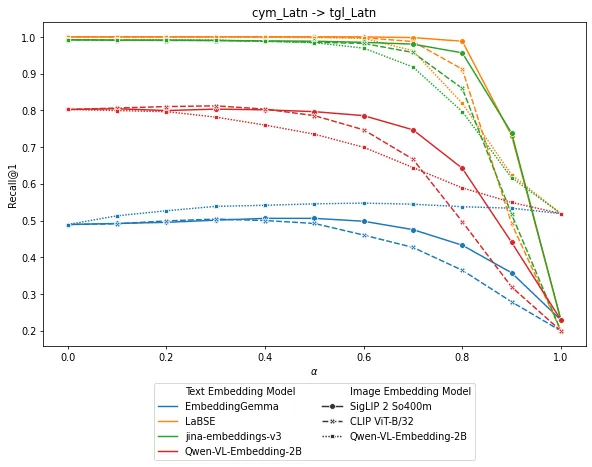 cym_Latn -> tgl_Latn
1.0
0.9
0.8
0.7
0.6
0.5
0.4
0.3
0.2
Recall@1
0.0 0.2 0.4 0.6 0.8 1.0
α
Text Embedding Model
EmbeddingGemma
LaBSE
jina-embeddings-v3
Qwen-VL-Embedding-2B
Image Embedding Model
SigLIP 2 So400m
CLIP ViT-B/32
Qwen-VL-Embedding-2B